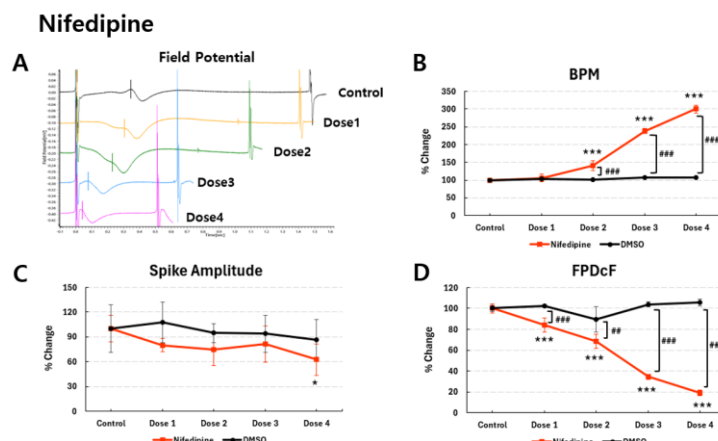 Nifedipine
A
Field Potential
Control
Dose1
Dose2
Dose3
Dose4
B
BPM
% Change
350
300
250
200
150
100
50
0
***
***
***
###
###
###
Control Dose 1 Dose 2 Dose 3 Dose 4
Nifedipine DMSO
C
Spike Amplitude
% Change
150
120
90
60
30
0
*
Control Dose 1 Dose 2 Dose 3 Dose 4
Nifedipine DMSO
D
FPDcF
% Change
120
100
80
60
40
20
0
###
##
###
##
***
***
***
***
Control Dose 1 Dose 2 Dose 3 Dose 4
Nifedipine DMSO